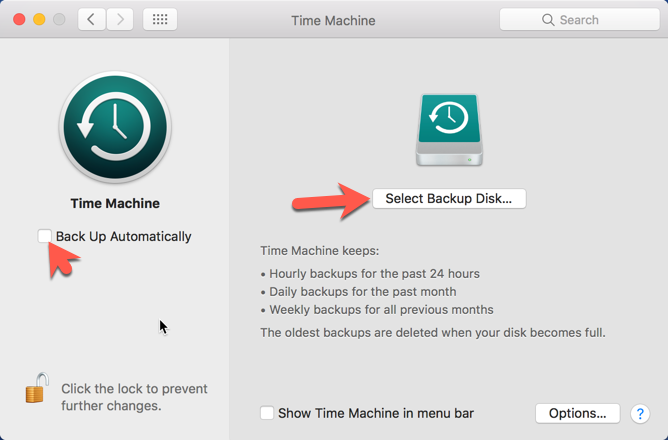 Time Machine
Search
Time Machine
Back Up Automatically
Click the lock to prevent
further changes.
Select Backup Disk...
Time Machine keeps:
• Hourly backups for the past 24 hours
• Daily backups for the past month
• Weekly backups for all previous months
The oldest backups are deleted when your disk becomes full.
Show Time Machine in menu bar
Options...
?